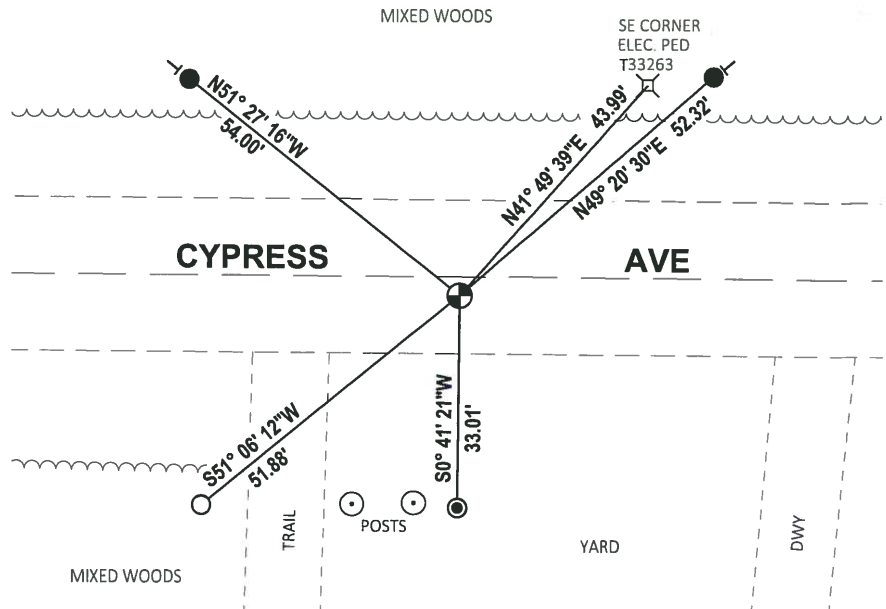 MIXED WOODS
SE CORNER
ELEC. PED
T33263
N51° 27' 16"W
54.00'
N41° 49' 39"E 43.99'
N49° 20' 30"E 52.32'
CYPRESS AVE
S51° 06' 12"W
51.88'
S0° 41' 21"W
33.01'
TRAIL
POSTS
YARD
DWY
MIXED WOODS